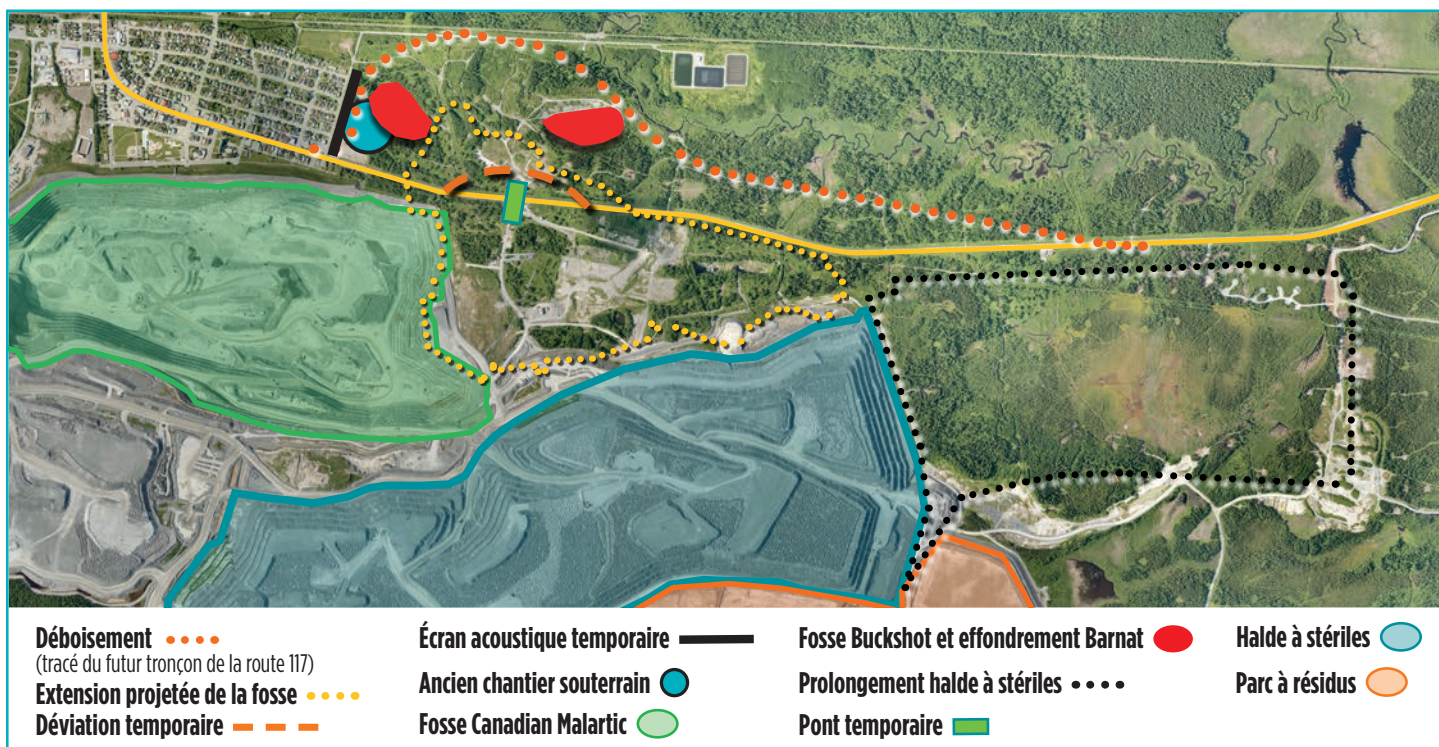 Déboisement
(tracé du futur tronçon de la route 117)
Extension projetée de la fosse
Déviation temporaire
Écran acoustique temporaire
Ancien chantier souterrain
Fosse Canadian Malartic
Fosse Buckshot et effondrement Barnat
Prolongement halde à stériles
Pont temporaire
Halde à stériles
Parc à résidus